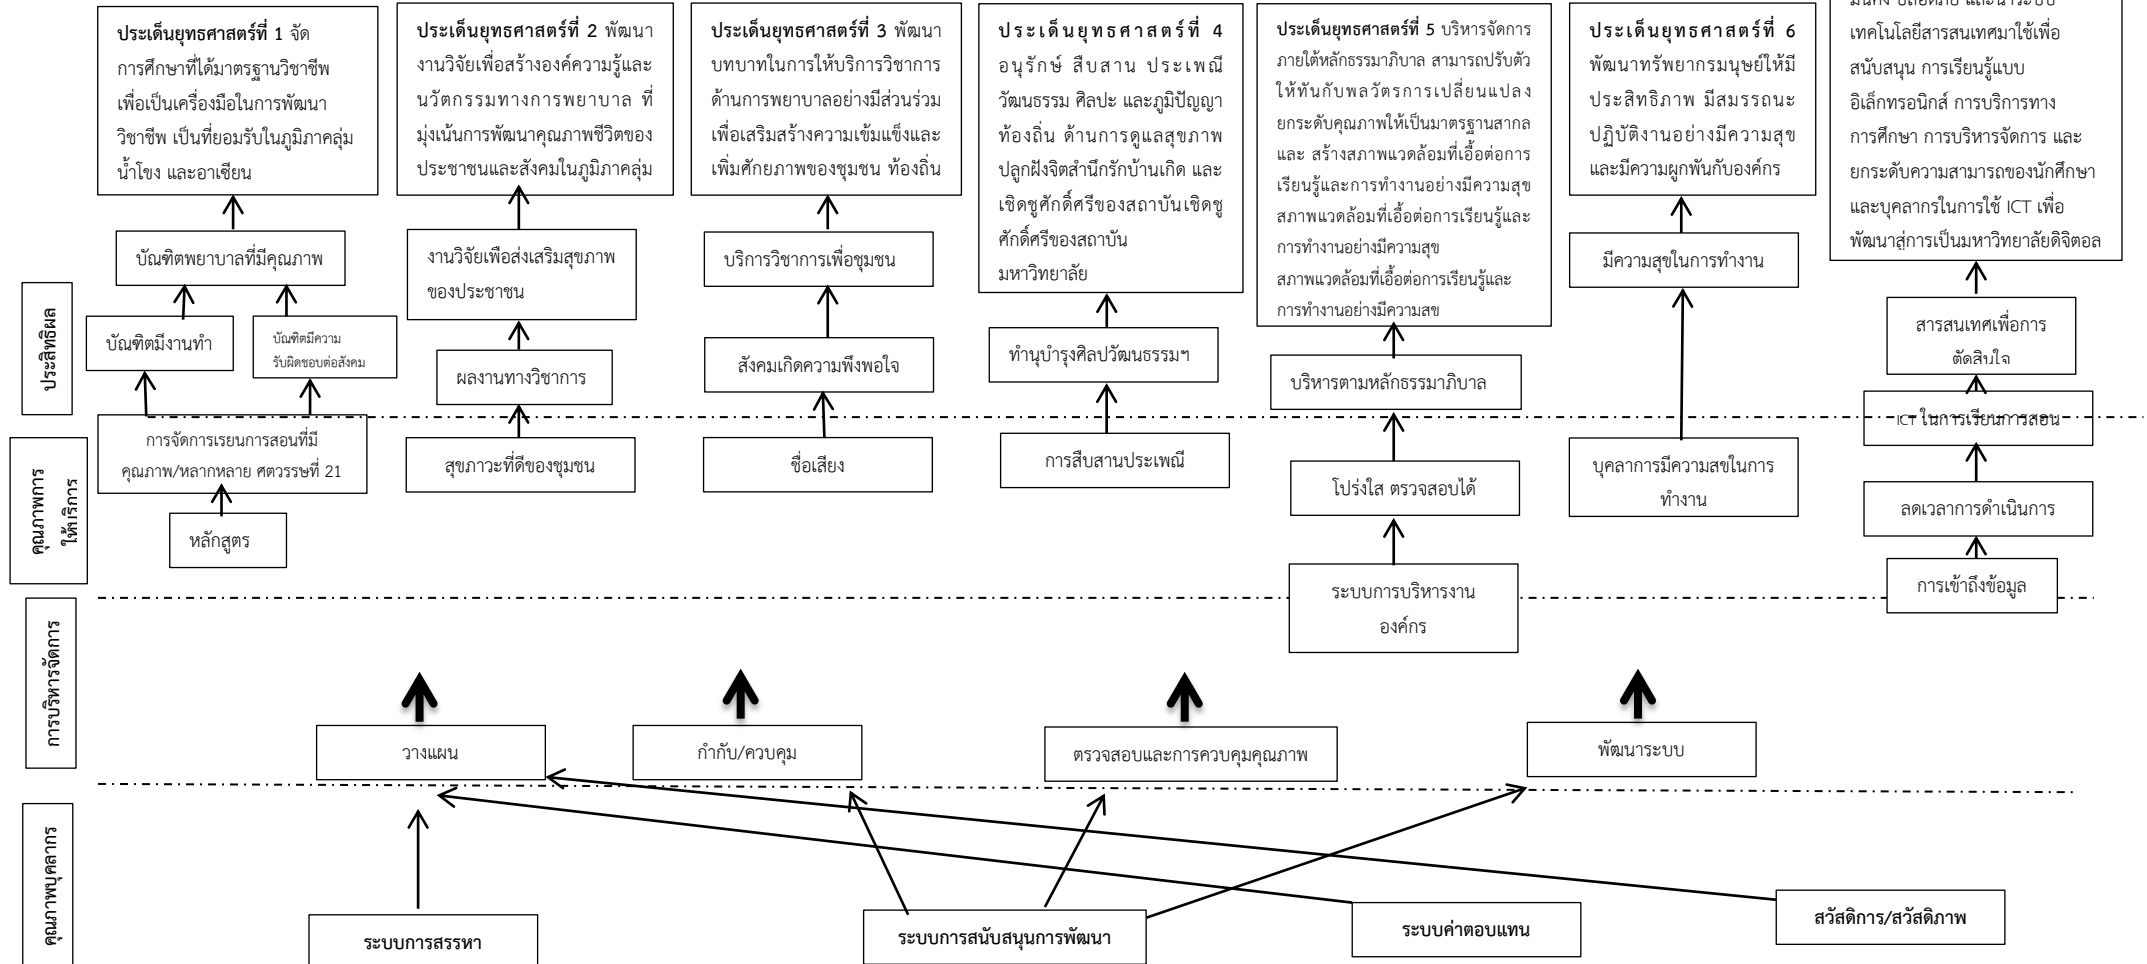 ประเด็นยุทธศาสตร์ที่ 1 จัด
การศึกษาที่ได้มาตรฐานวิชาชีพ
เพื่อเป็นเครื่องมือในการพัฒนา
วิชาชีพ เป็นที่ยอมรับในภูมิภาคลุ่ม
น้ำโขง และอาเซียน
ประเด็นยุทธศาสตร์ที่ 2 พัฒนา
งานวิจัยเพื่อสร้างองค์ความรู้และ
นวัตกรรมทางการพยาบาล ที่
มุ่งเน้นการพัฒนาคุณภาพชีวิตของ
ประชาชนและสังคมในภูมิภาคลุ่ม
ประเด็นยุทธศาสตร์ที่ 3 พัฒนา
บทบาทในการให้บริการวิชาการ
ด้านการพยาบาลอย่างมีส่วนร่วม
เพื่อเสริมสร้างความเข้มแข็งและ
เพิ่มศักยภาพของชุมชน ท้องถิ่น
ประเด็นยุทธศาสตร์ที่ 4
อนุรักษ์ สืบสาน ประเพณี
วัฒนธรรม ศิลปะ และภูมิปัญญา
ท้องถิ่น ด้านการดูแลสุขภาพ
ปลูกฝังจิตสำนึกรักบ้านเกิด และ
เชิดชูศักดิ์ศรีของสถาบันเชิดชู
ศักดิ์ศรีของสถาบัน
มหาวิทยาลัย
ประเด็นยุทธศาสตร์ที่ 5 บริหารจัดการ
ภายใต้หลักธรรมาภิบาล สามารถปรับตัว
ให้ทันกับพลวัตรการเปลี่ยนแปลง
ยกระดับคุณภาพให้เป็นมาตรฐานสากล
และ สร้างสภาพแวดล้อมที่เอื้อต่อการ
เรียนรู้และการทำงานอย่างมีความสุข
สภาพแวดล้อมที่เอื้อต่อการเรียนรู้และ
การทำงานอย่างมีความสุข
สภาพแวดล้อมที่เอื้อต่อการเรียนรู้และ
การทำงานอย่างมีความสุข
ประเด็นยุทธศาสตร์ที่ 6
พัฒนาทรัพยากรมนุษย์ให้มี
ประสิทธิภาพ มีสมรรถนะ
ปฏิบัติงานอย่างมีความสุข
และมีความผูกพันกับองค์กร
มั่นคง ปลอดภัย และนำระบบ
เทคโนโลยีสารสนเทศมาใช้เพื่อ
สนับสนุน การเรียนรู้แบบ
อิเล็กทรอนิกส์ การบริการทาง
การศึกษา การบริหารจัดการ และ
ยกระดับความสามารถของนักศึกษา
และบุคลากรในการใช้ ICT เพื่อ
พัฒนาสู่การเป็นมหาวิทยาลัยดิจิตอล
ประสิทธิผล
บัณฑิตพยาบาลที่มีคุณภาพ
บัณฑิตมีงานทำ
บัณฑิตมีความ
รับผิดชอบต่อสังคม
งานวิจัยเพื่อส่งเสริมสุขภาพ
ของประชาชน
ผลงานทางวิชาการ
บริการวิชาการเพื่อชุมชน
สังคมเกิดความพึงพอใจ
ทำนุบำรุงศิลปวัฒนธรรมฯ
บริหารตามหลักธรรมาภิบาล
มีความสุขในการทำงาน
สารสนเทศเพื่อการ
ตัดสินใจ
ICT ในการเรียนการสอน
คุณภาพการ
ให้บริการ
การจัดการเรยนการสอนที่มี
คุณภาพ/หลากหลาย ศตวรรษที่ 21
หลักสูตร
สุขภาวะที่ดีของชุมชน
ชื่อเสียง
การสืบสานประเพณี
โปร่งใส ตรวจสอบได้
บุคลาการมีความสขในการ
ทำงาน
ลดเวลาการดำเนินการ
การเข้าถึงข้อมูล
การบริหารจัดการ
ระบบการบริหารงาน
องค์กร
วางแผน
กำกับ/ควบคุม
ตรวจสอบและการควบคุมคุณภาพ
พัฒนาระบบ
คุณภาพบุคลากร
ระบบการสรรหา
ระบบการสนับสนุนการพัฒนา
ระบบค่าตอบแทน
สวัสดิการ/สวัสดิภาพ